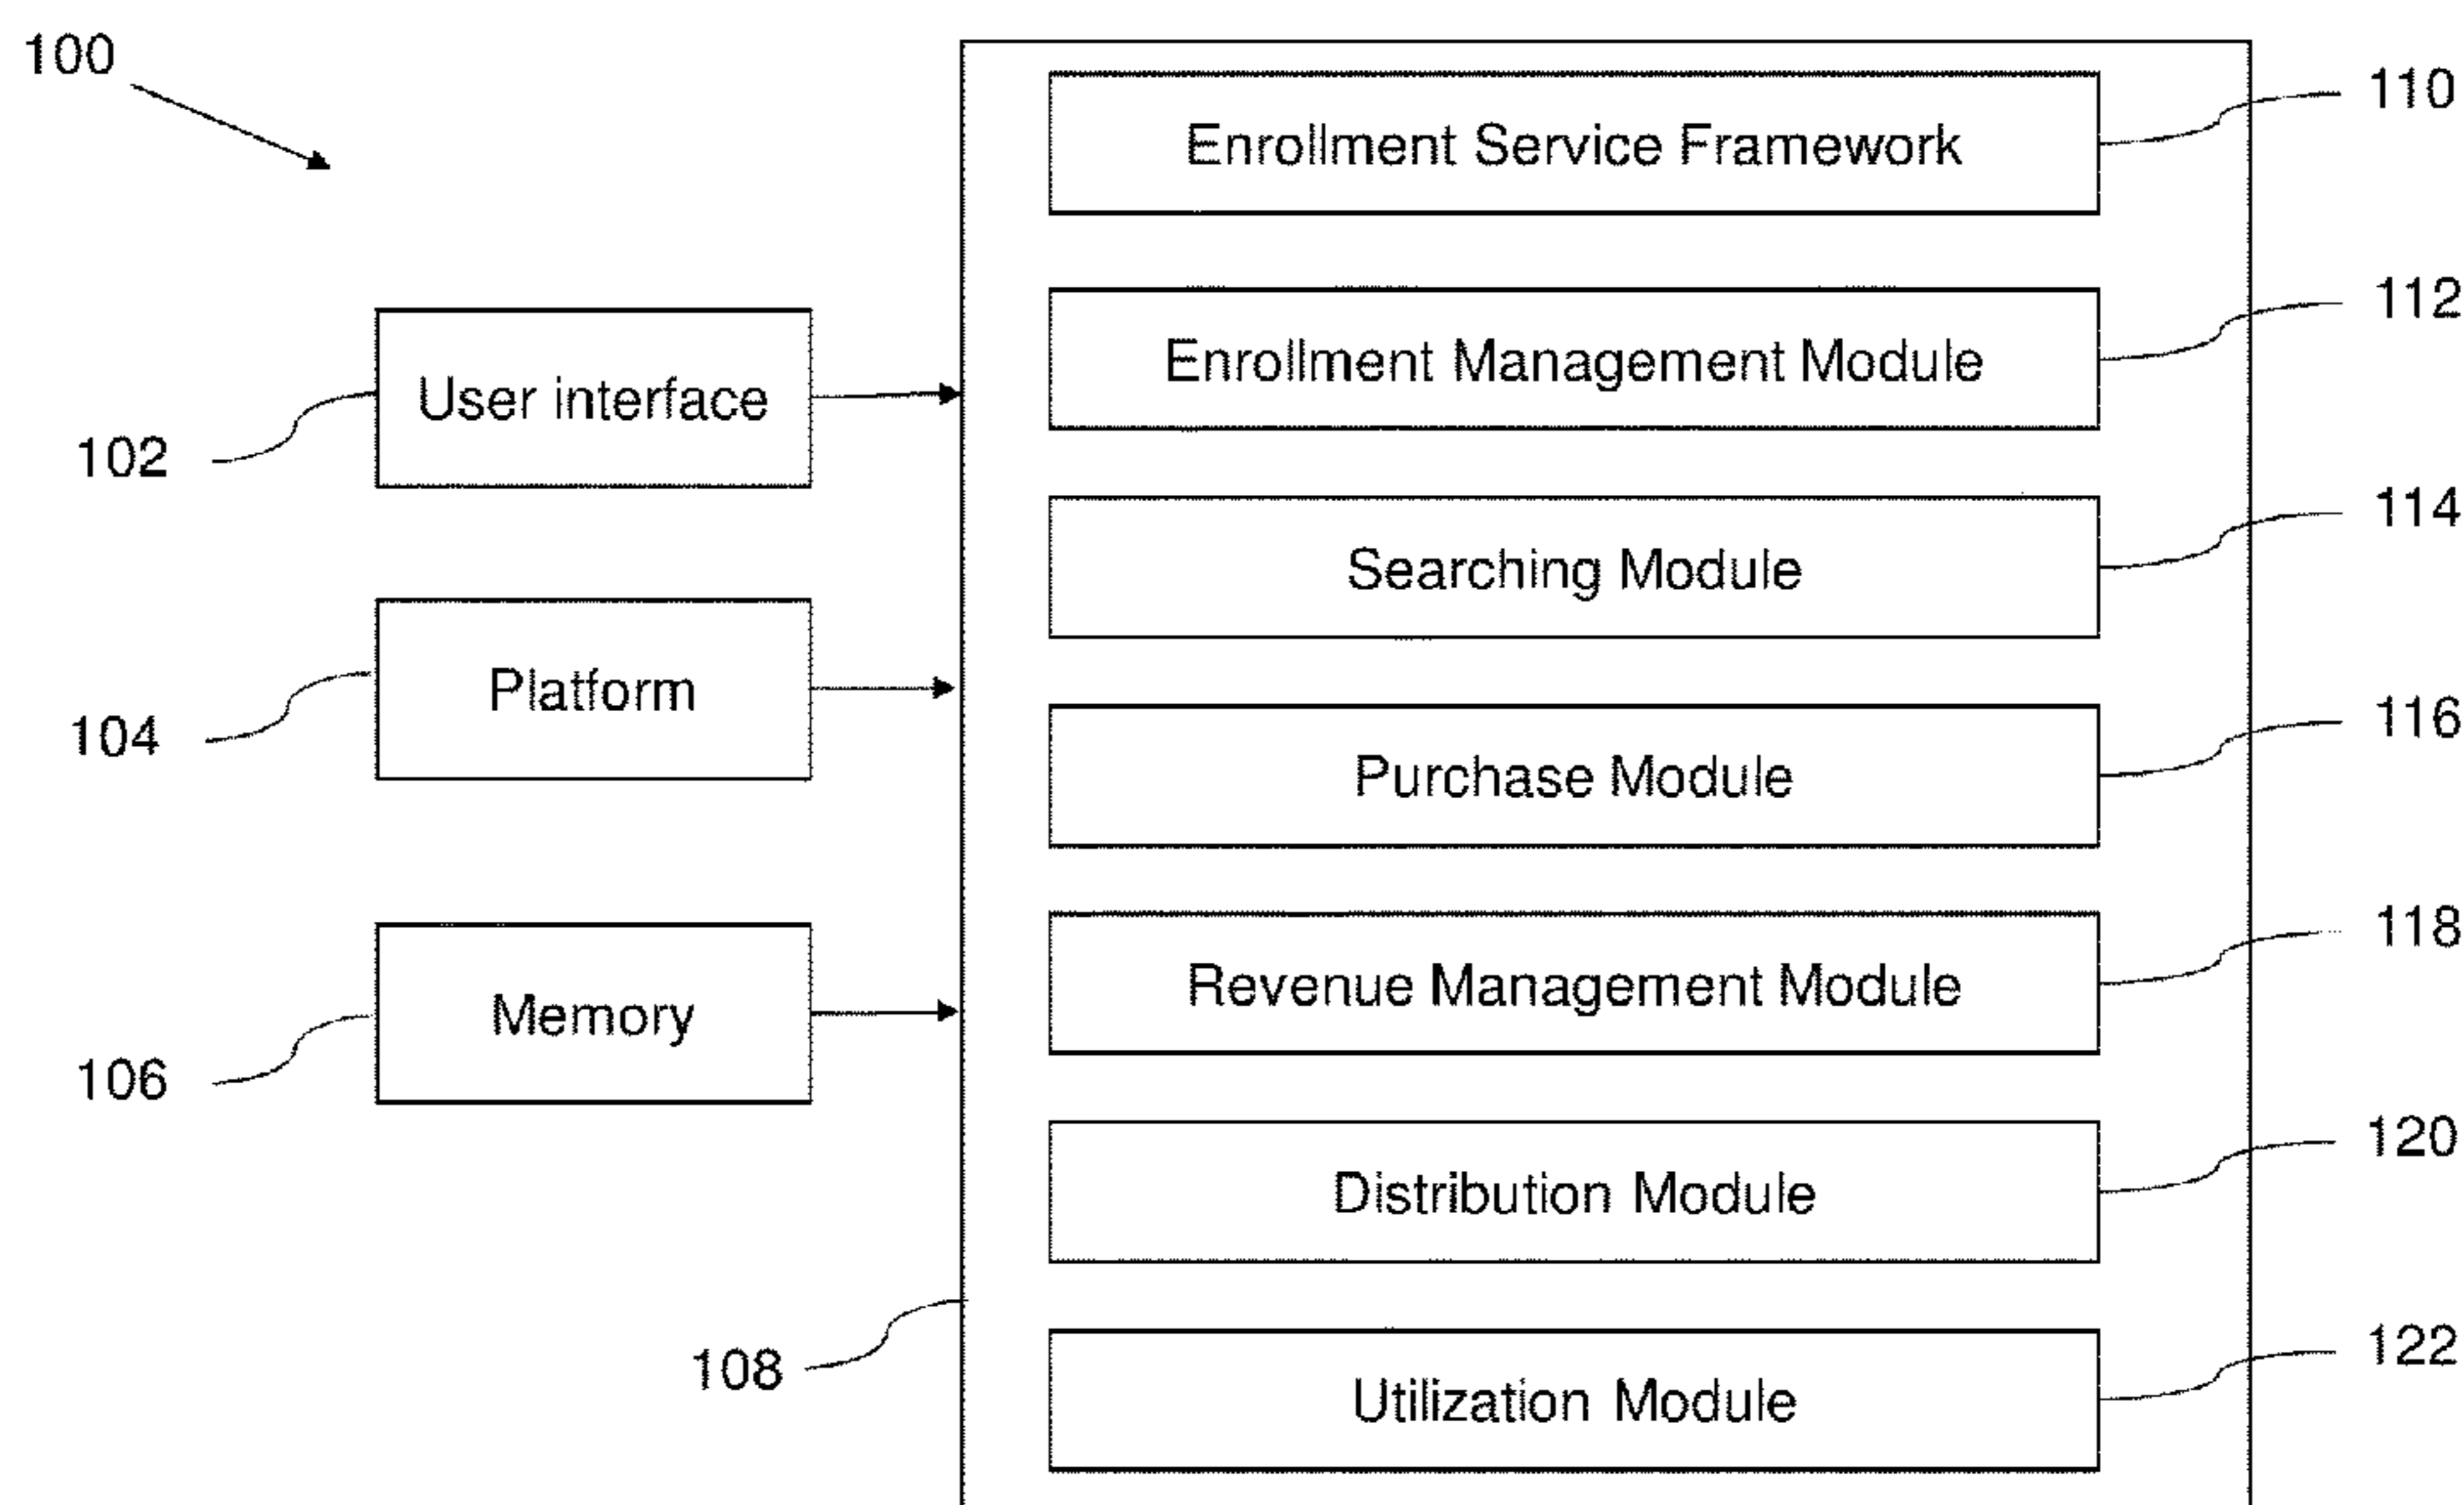 100
110
Enrollment Service Framework
112
Enrollment Management Module
User interface
102
114
Searching Module
Platform
104
116
Purchase Module
118
Revenue Management Module
Memory
106
120
Distribution Module
108
122
Utilization Module